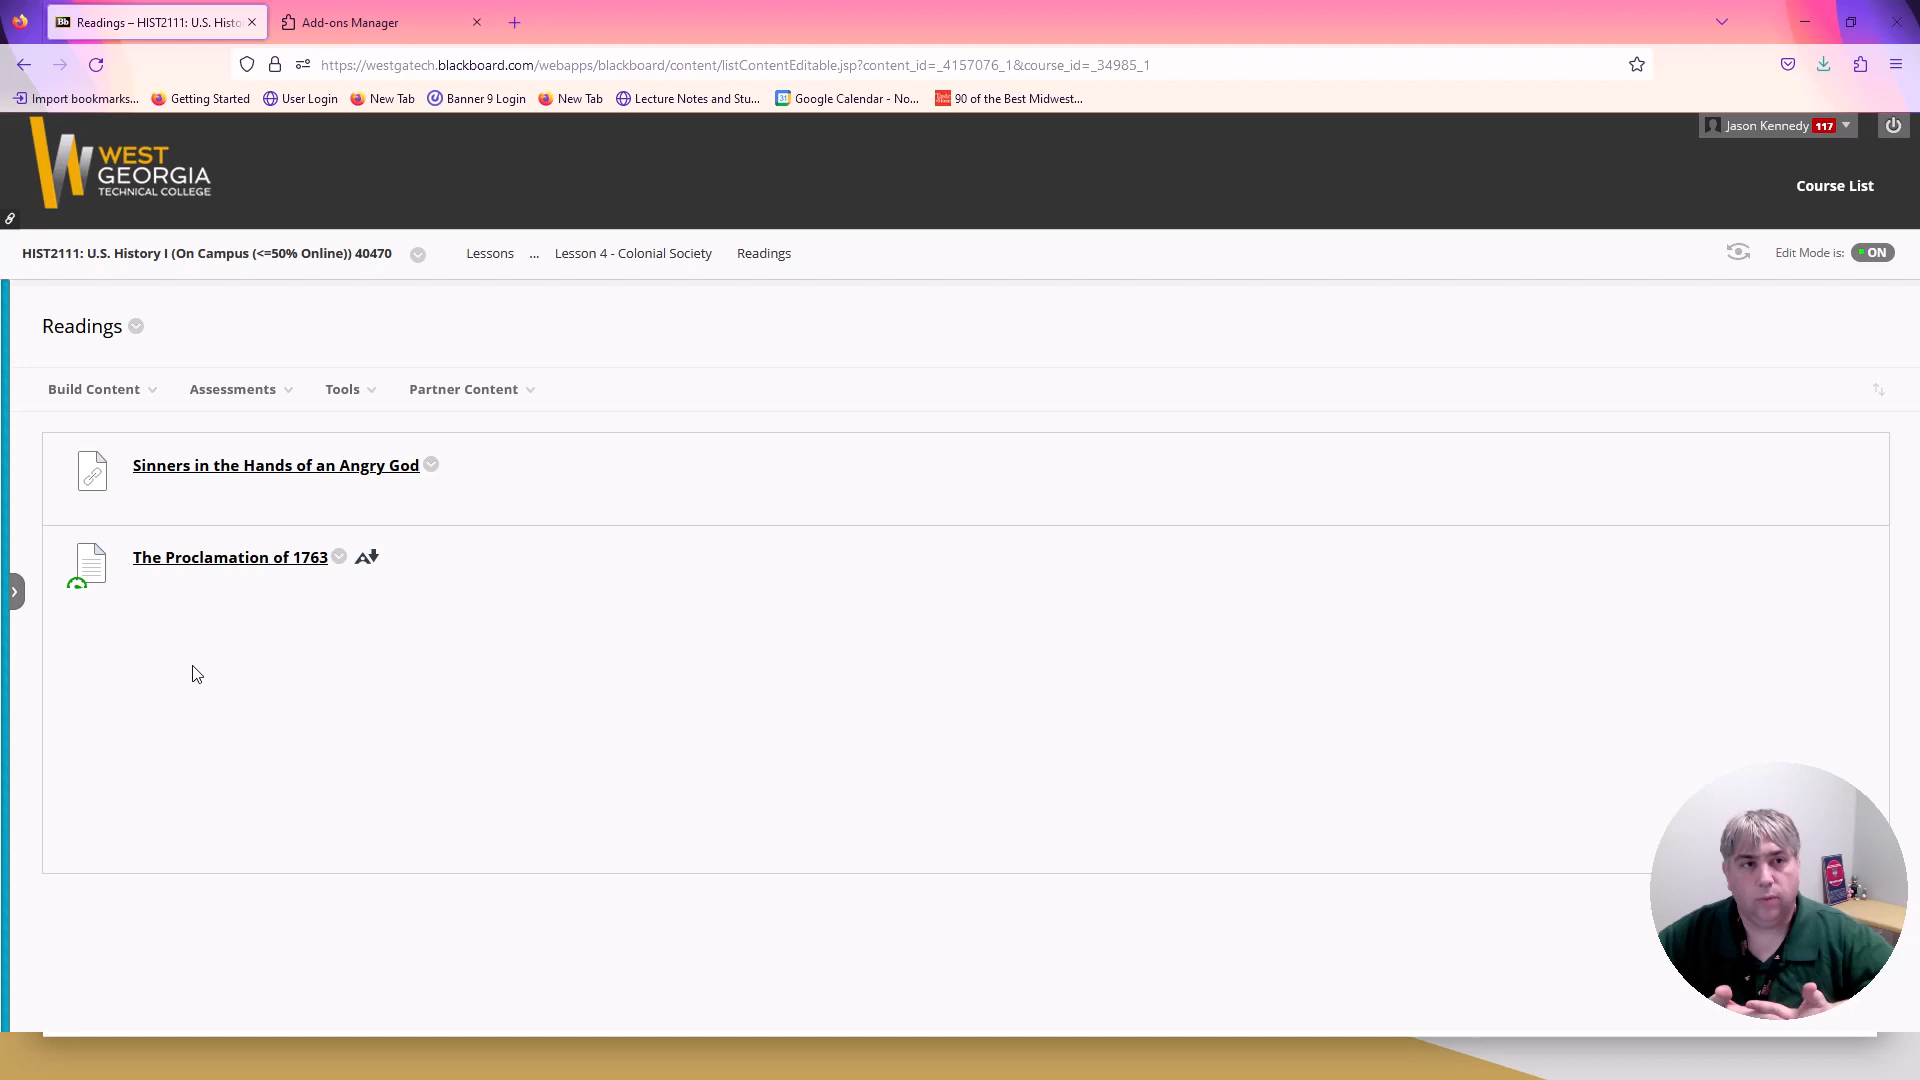 Readings – HIST2111: U.S. Histo
Add-ons Manager
https://westgatech.blackboard.com/webapps/blackboard/content/listContentEditable.jsp?content_id=_4157076_1&course_id=_34985_1
Import bookmarks... Getting Started User Login New Tab Banner 9 Login New Tab Lecture Notes and Stu... Google Calendar - No... 90 of the Best Midwest...
Jason Kennedy 117
WEST
GEORGIA
TECHNICAL COLLEGE
Course List
HIST2111: U.S. History I (On Campus (<=50% Online)) 40470 Lessons ... Lesson 4 - Colonial Society Readings Edit Mode is: ON
Readings
Build Content Assessments Tools Partner Content
Sinners in the Hands of an Angry God
The Proclamation of 1763